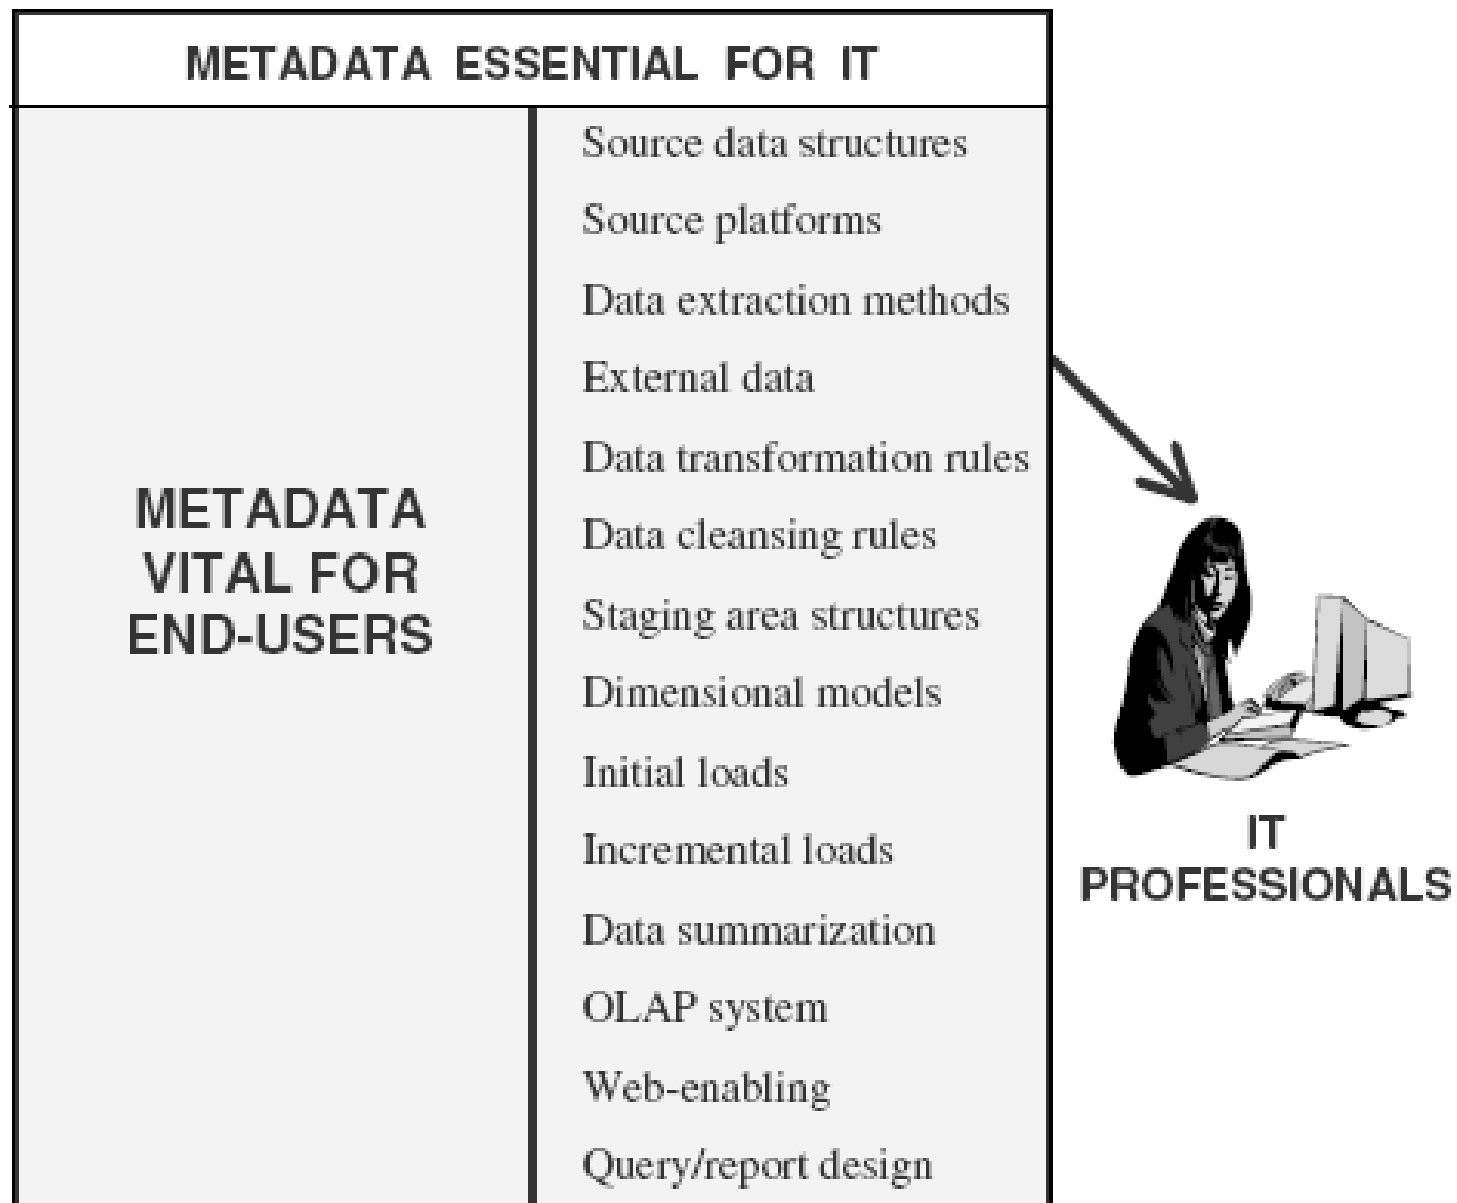 METADATA ESSENTIAL FOR IT
METADATA
VITAL FOR
END-USERS
Source data structures
Source platforms
Data extraction methods
External data
Data transformation rules
Data cleansing rules
Staging area structures
Dimensional models
Initial loads
Incremental loads
Data summarization
OLAP system
Web-enabling
Query/report design
IT
PROFESSIONALS